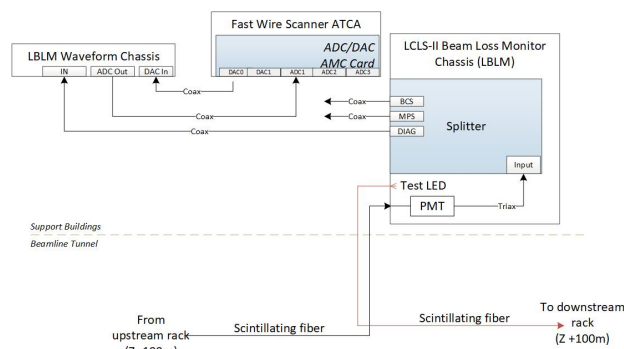 Fast Wire Scanner ATCA
LBLM Waveform Chassis
IN
ADC Out
DAC In
ADC/DAC
AMC Card
DAC0
DAC1
ADC1
ADC2
ADC3
LCLS-II Beam Loss Monitor
Chassis (LBLM)
Coax
Coax
Coax
Coax
Coax
BCS
MPS
DIAG
Splitter
Input
Test LED
PMT
Triax
Support Buildings
Beamline Tunnel
From
upstream rack
Scintillating fiber
Scintillating fiber
To downstream
rack
(Z +100m)